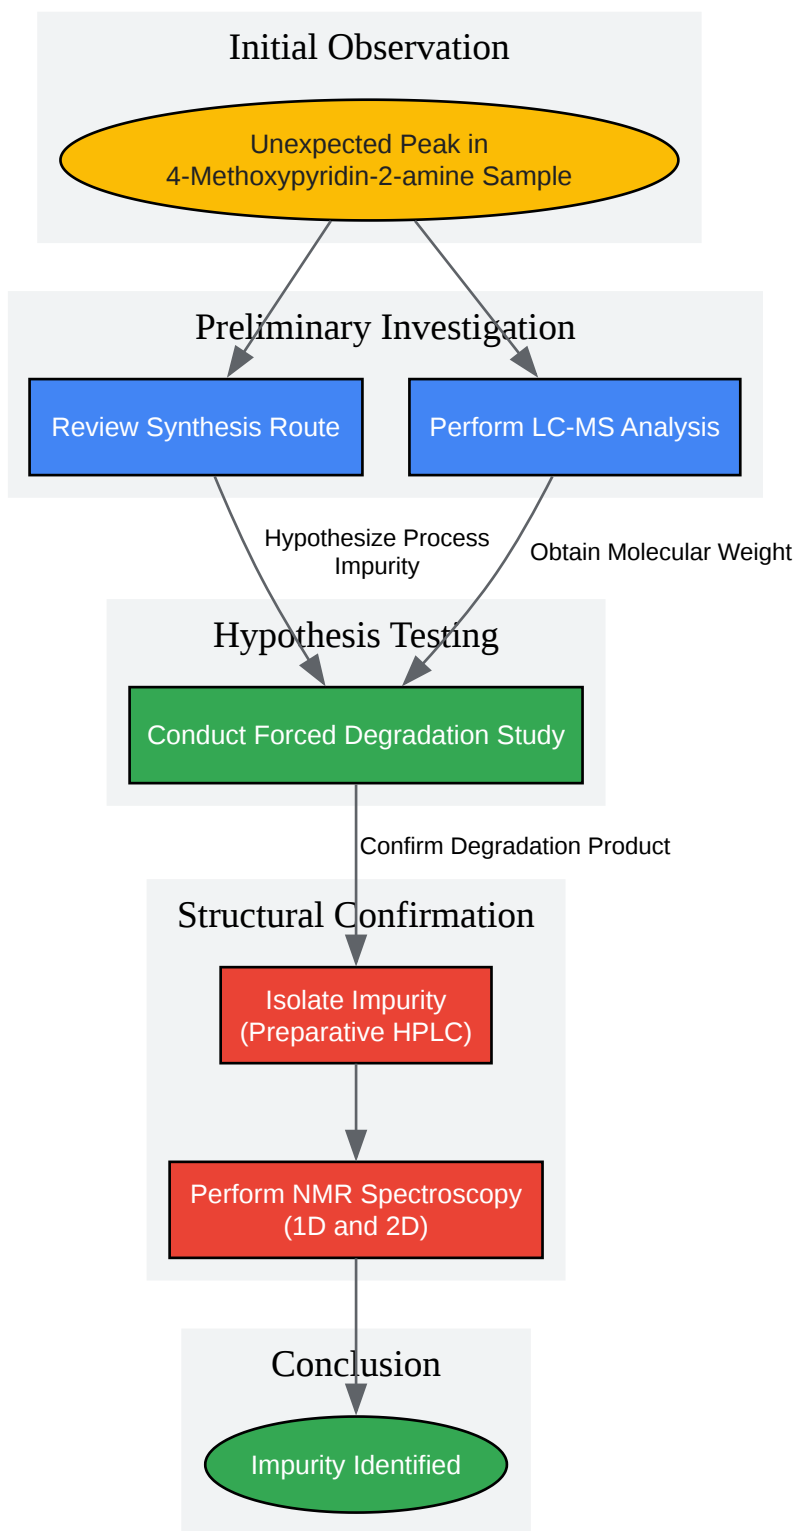 Initial Observation
Unexpected Peak in
4-Methoxypyridin-2-amine Sample
Preliminary Investigation
Review Synthesis Route
Perform LC-MS Analysis
Hypothesize Process
Impurity
Obtain Molecular Weight
Hypothesis Testing
Conduct Forced Degradation Study
Confirm Degradation Product
Structural Confirmation
Isolate Impurity
(Preparative HPLC)
Perform NMR Spectroscopy
(1D and 2D)
Conclusion
Impurity Identified